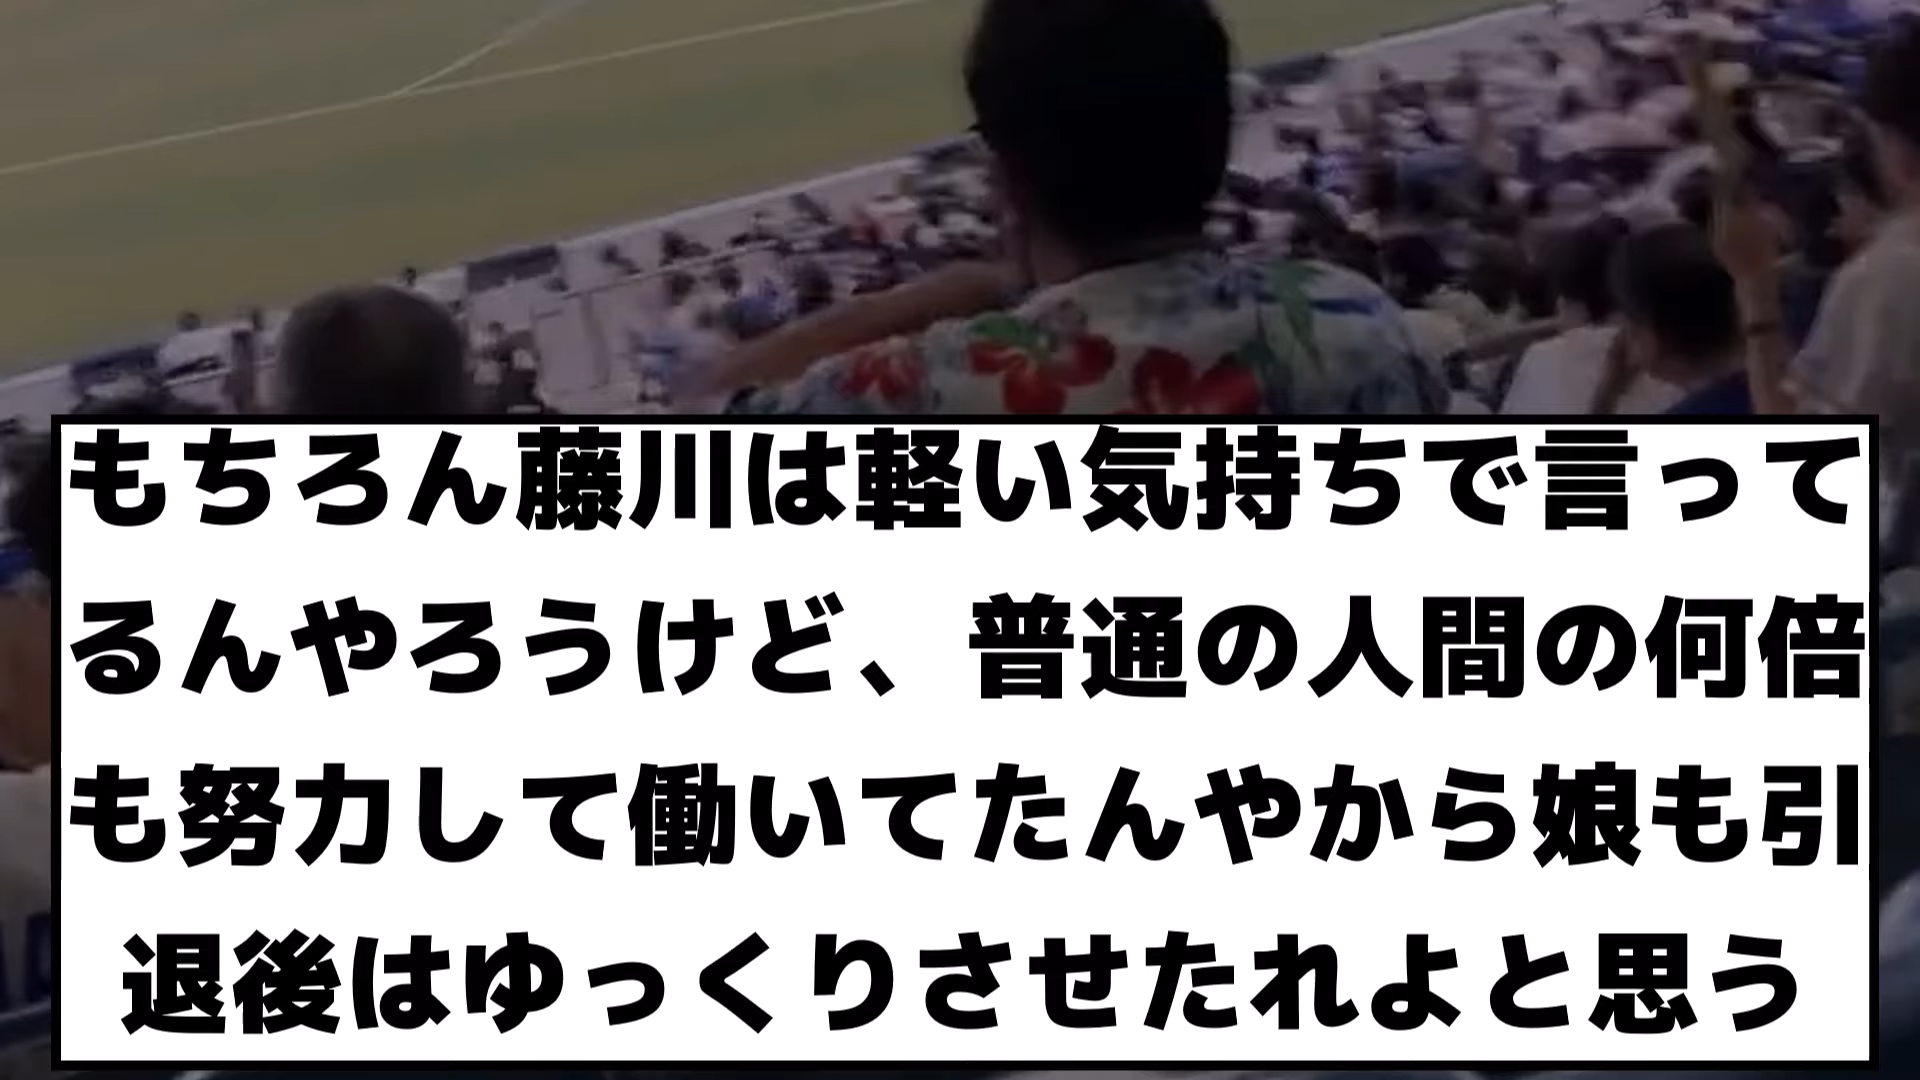 もちろん藤川は軽い気持ちで言って
るんやろうけど、普通の人間の何倍
も努力して働いてたんやから娘も引
退後はゆっくりさせたれよと思う